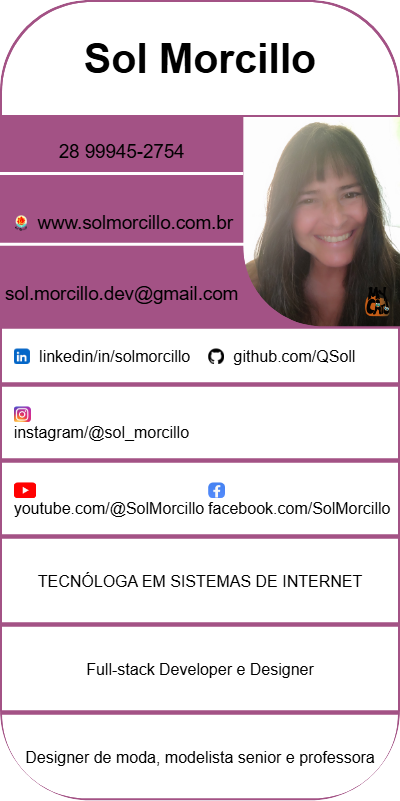 Sol Morcillo
28 99945-2754
www.solmorcillo.com.br
sol.morcillo.dev@gmail.com
linkedin/in/solmorcillo
github.com/QSoll
instagram/@sol_morcillo
youtube.com/@SolMorcillo
facebook.com/SolMorcillo
TECNÓLOGA EM SISTEMAS DE INTERNET
Full-stack Developer e Designer
Designer de moda, modelista senior e professora